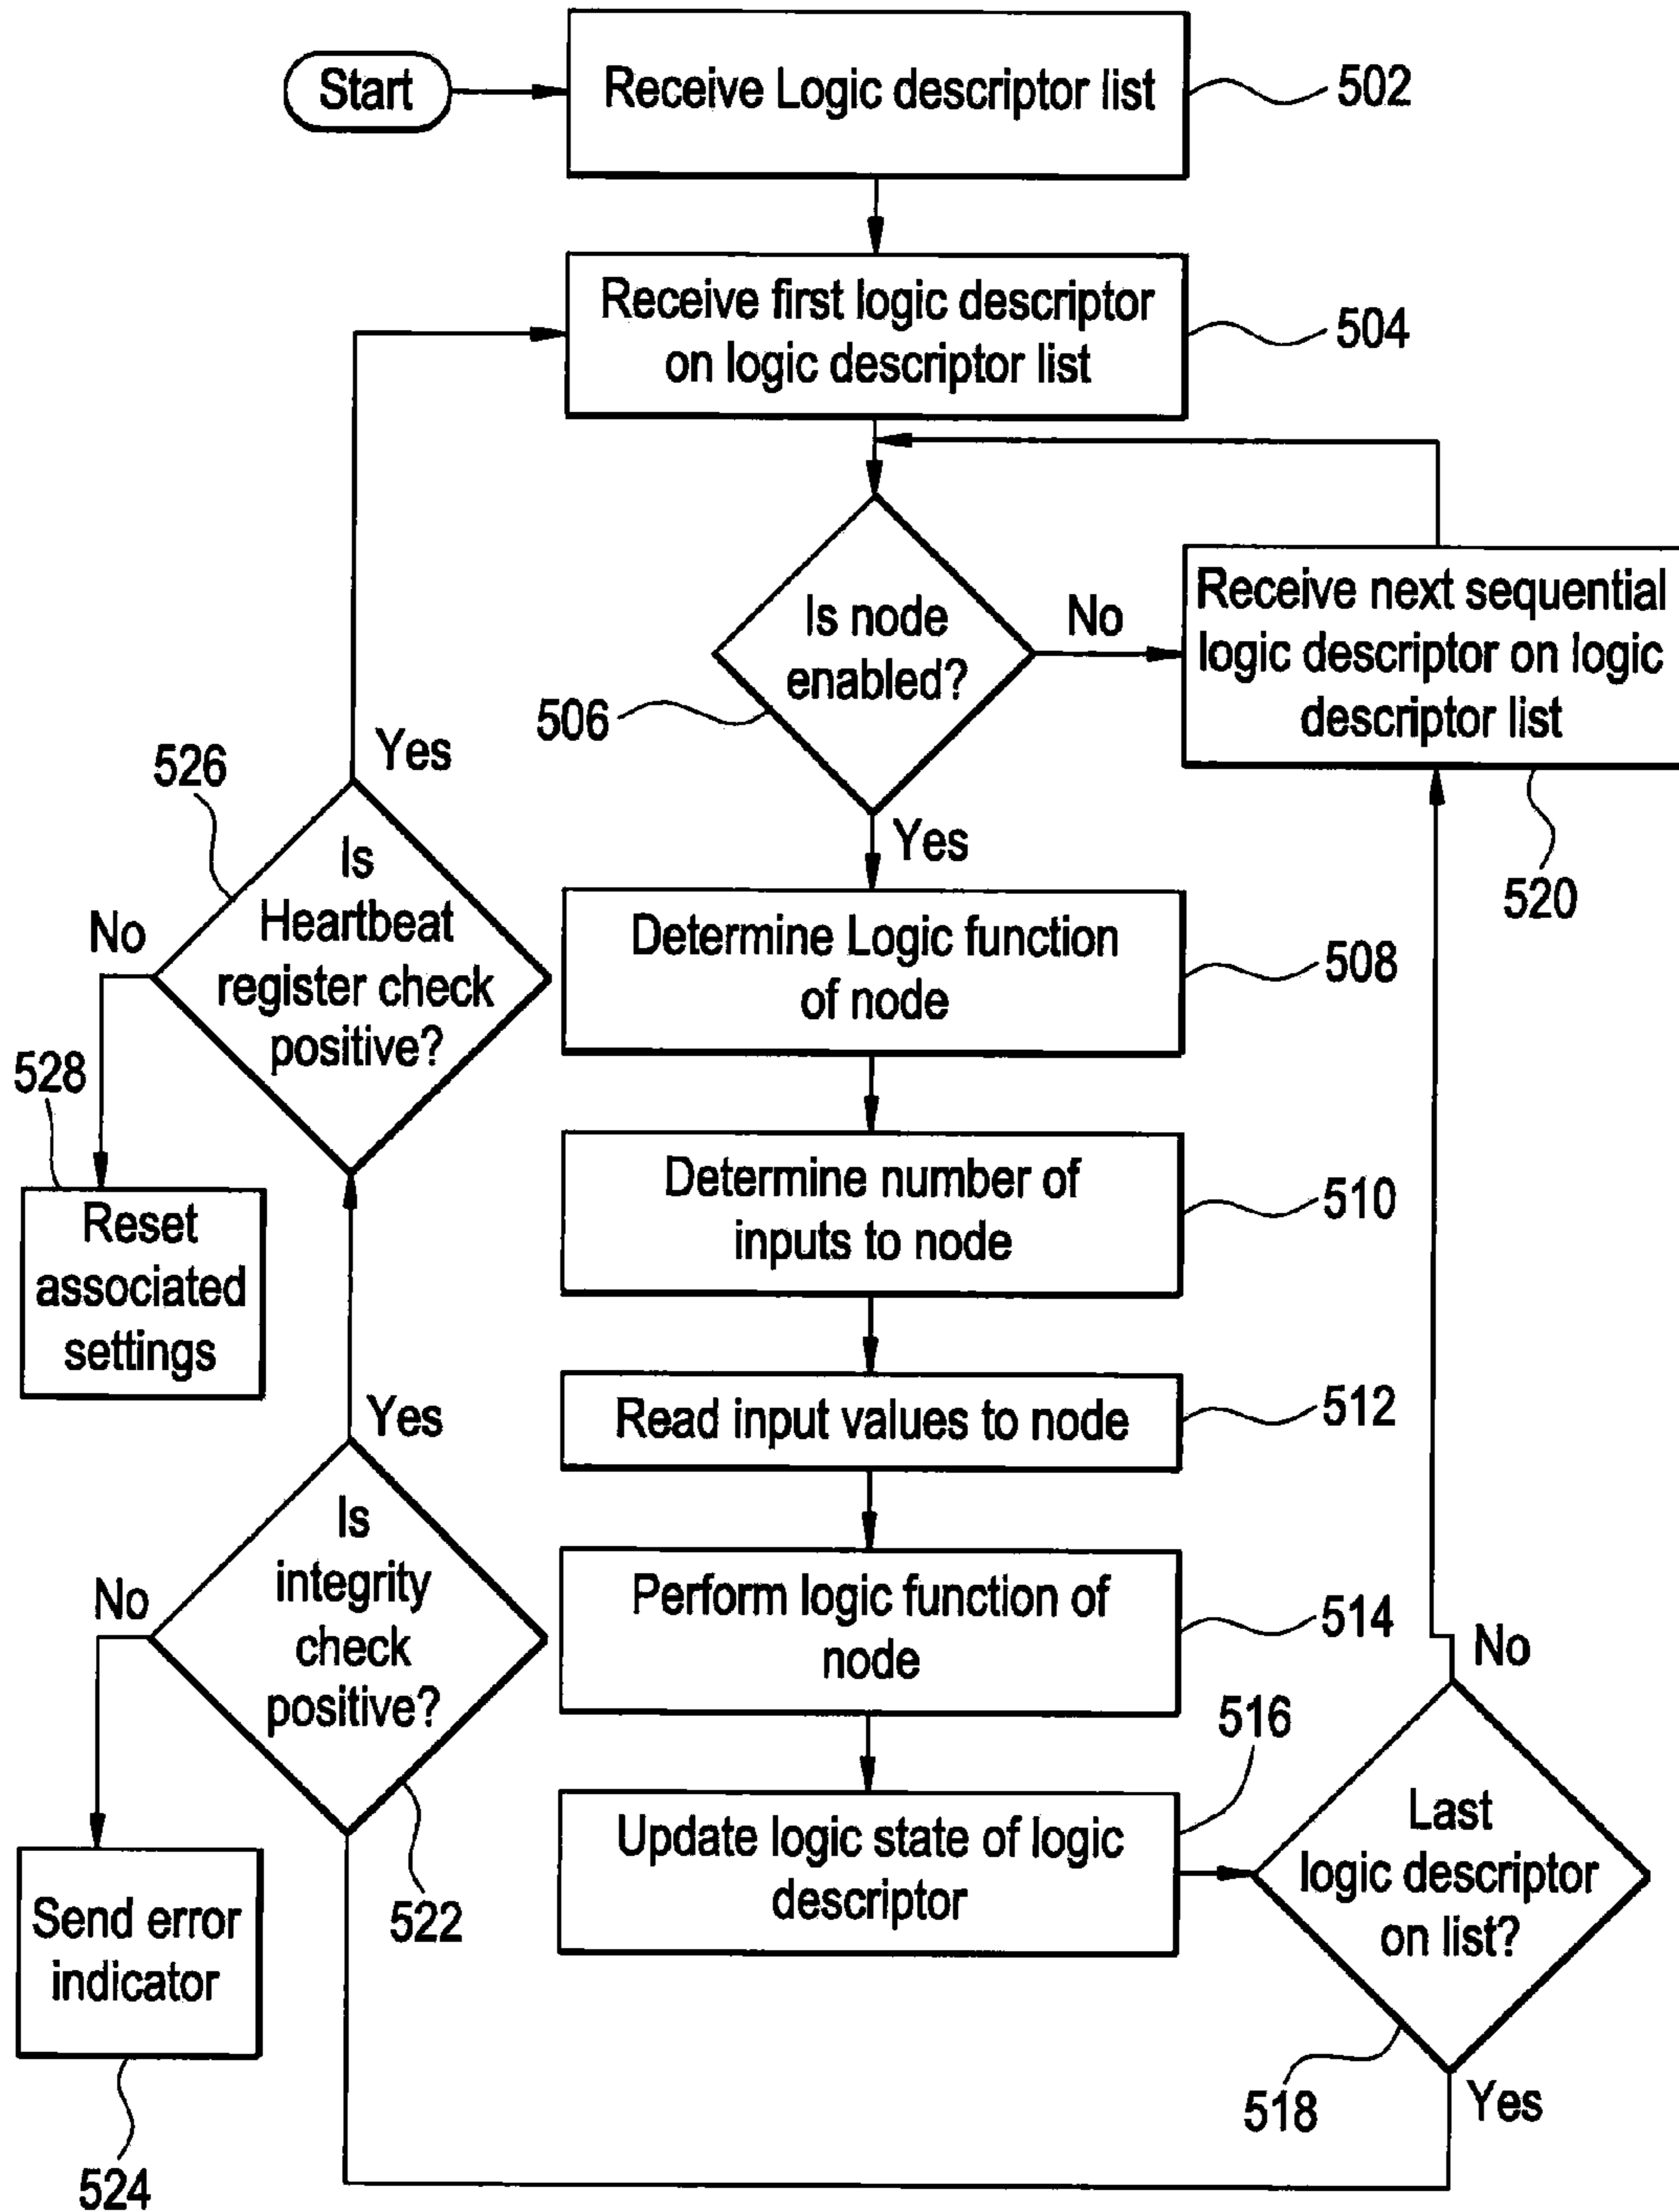 Start
Receive Logic descriptor list
502
Receive first logic descriptor
on logic descriptor list
504
Is node
enabled?
506
No
Receive next sequential
logic descriptor on logic
descriptor list
520
Yes
Determine Logic function
of node
508
Determine number of
inputs to node
510
Read input values to node
512
Perform logic function of
node
514
Update logic state of logic
descriptor
516
Last
logic descriptor
on list?
518
No
Yes
Is
integrity
check
positive?
522
No
Send error
indicator
524
Yes
Is
Heartbeat
register check
positive?
526
Yes
No
528
Reset
associated
settings